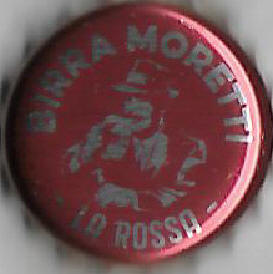 BIRRA MORETTI
- LA ROSSA -